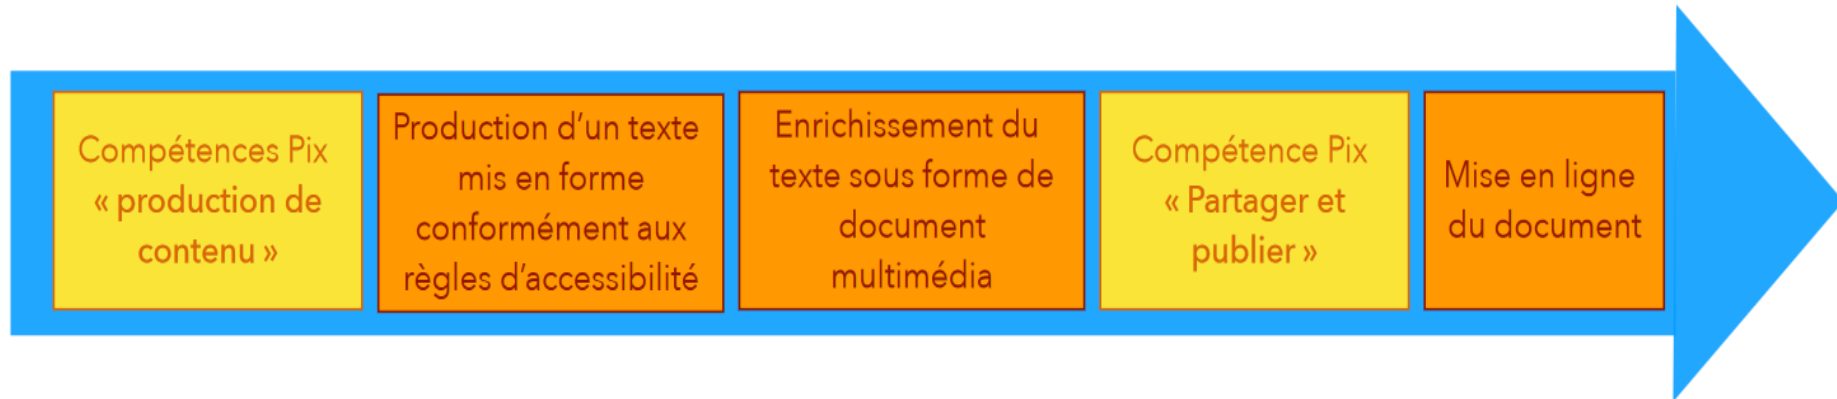 Compétences Pix
« production de
contenu »
Production d'un texte
mis en forme
conformément aux
règles d'accessibilité
Enrichissement du
texte sous forme de
document
multimédia
Compétence Pix
« Partager et
publier »
Mise en ligne
du document